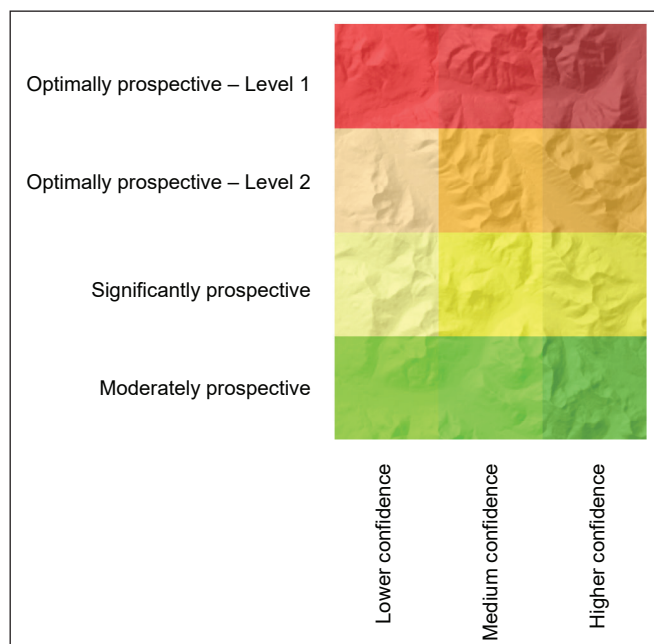 Optimally prospective – Level 1
Optimally prospective – Level 2
Significantly prospective
Moderately prospective
Lower confidence
Medium confidence
Higher confidence